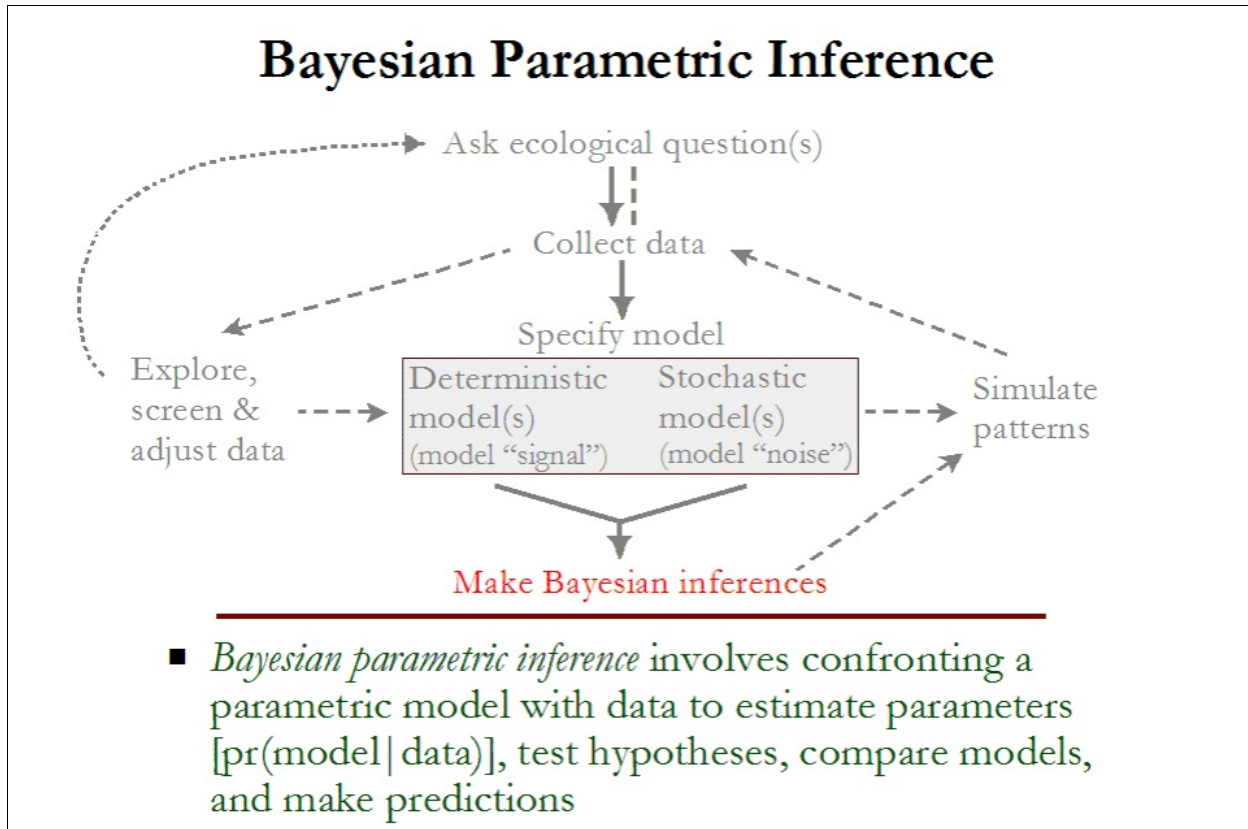 Bayesian Parametric Inference
Ask ecological question(s)
Collect data
Specify model
Explore,
screen &
adjust data
Deterministic
model(s)
(model “signal”)
Stochastic
model(s)
(model “noise”)
Simulate
patterns
Make Bayesian inferences
■ Bayesian parametric inference involves confronting a
parametric model with data to estimate parameters
[pr(model|data)], test hypotheses, compare models,
and make predictions